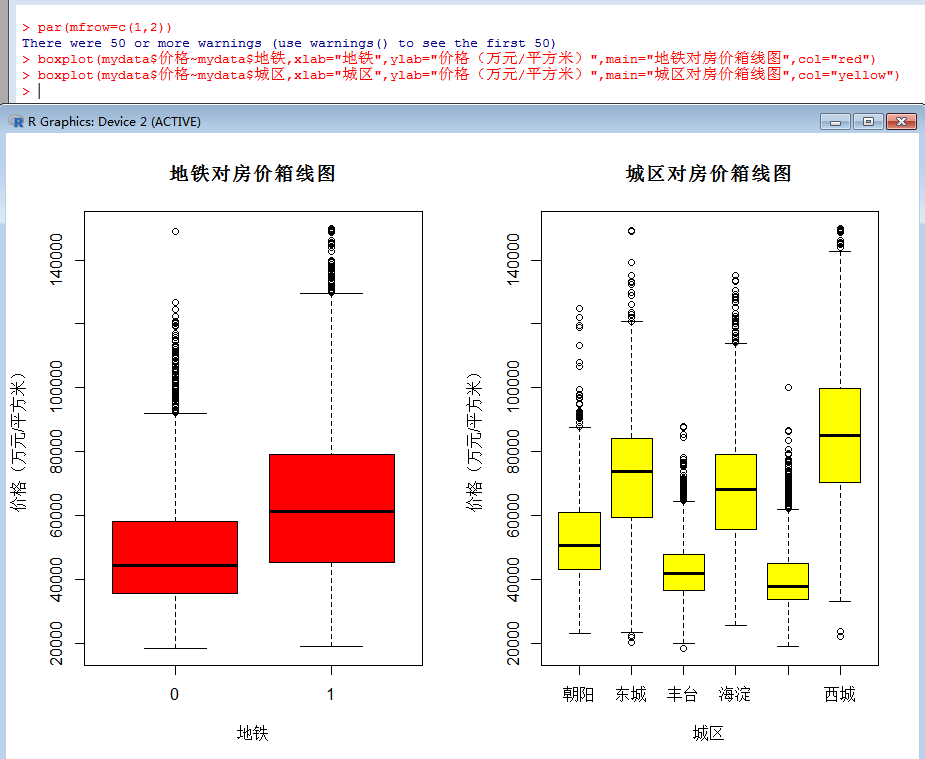 > par(mfrow=c(1,2))
There were 50 or more warnings (use warnings() to see the first 50)
> boxplot(mydata$价格~mydata$地铁,xlab="地铁",ylab="价格（万元/平方米）",main="地铁对房价箱线图",col="red")
> boxplot(mydata$价格~mydata$城区,xlab="城区",ylab="价格（万元/平方米）",main="城区对房价箱线图",col="yellow")
>
R Graphics: Device 2 (ACTIVE)
地铁对房价箱线图
价格（万元/平方米）
140000
100000
80000
60000
40000
20000
0 1
地铁
城区对房价箱线图
价格（万元/平方米）
140000
100000
80000
60000
40000
20000
朝阳 东城 丰台 海淀 西城
城区